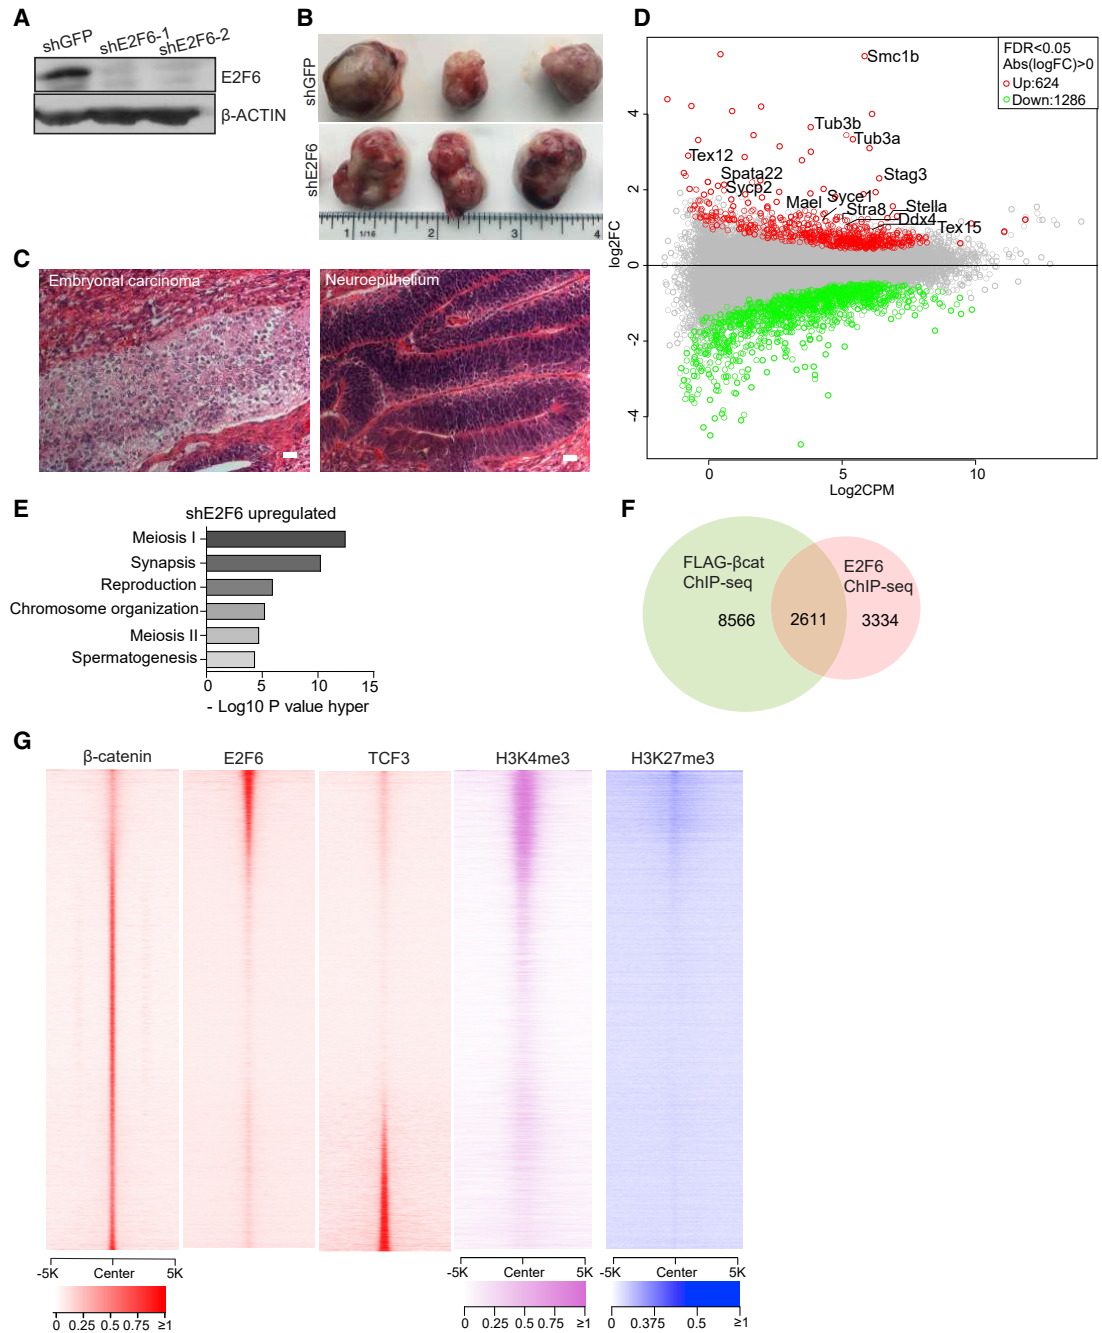 A
shGFP shE2F6-1 shE2F6-2
E2F6
β-ACTIN
B
shGFP
shE2F6
1 1/16 2 3 4
C
Embryonal carcinoma
Neuroepithelium
D
FDR<0.05
Abs(logFC)>0
Up:624
Down:1286
Smc1b
Tub3b
Tub3a
Tex12
Spata22
Sycp2
Stag3
Mael
Syce1
Stra8
Stella
Ddx4
Tex15
log2FC
4
2
0
-2
-4
0 5 10
Log2CPM
E
shE2F6 upregulated
Meiosis I
Synapsis
Reproduction
Chromosome organization
Meiosis II
Spermatogenesis
0 5 10 15
- Log10 P value hyper
F
FLAG-βcat
ChIP-seq
E2F6
ChIP-seq
8566 2611 3334
G
β-catenin E2F6 TCF3 H3K4me3 H3K27me3
-5K Center 5K
-5K Center 5K
-5K Center 5K
0 0.25 0.5 0.75 ≥1
0 0.25 0.5 0.75 ≥1
0 0.375 0.5 ≥1